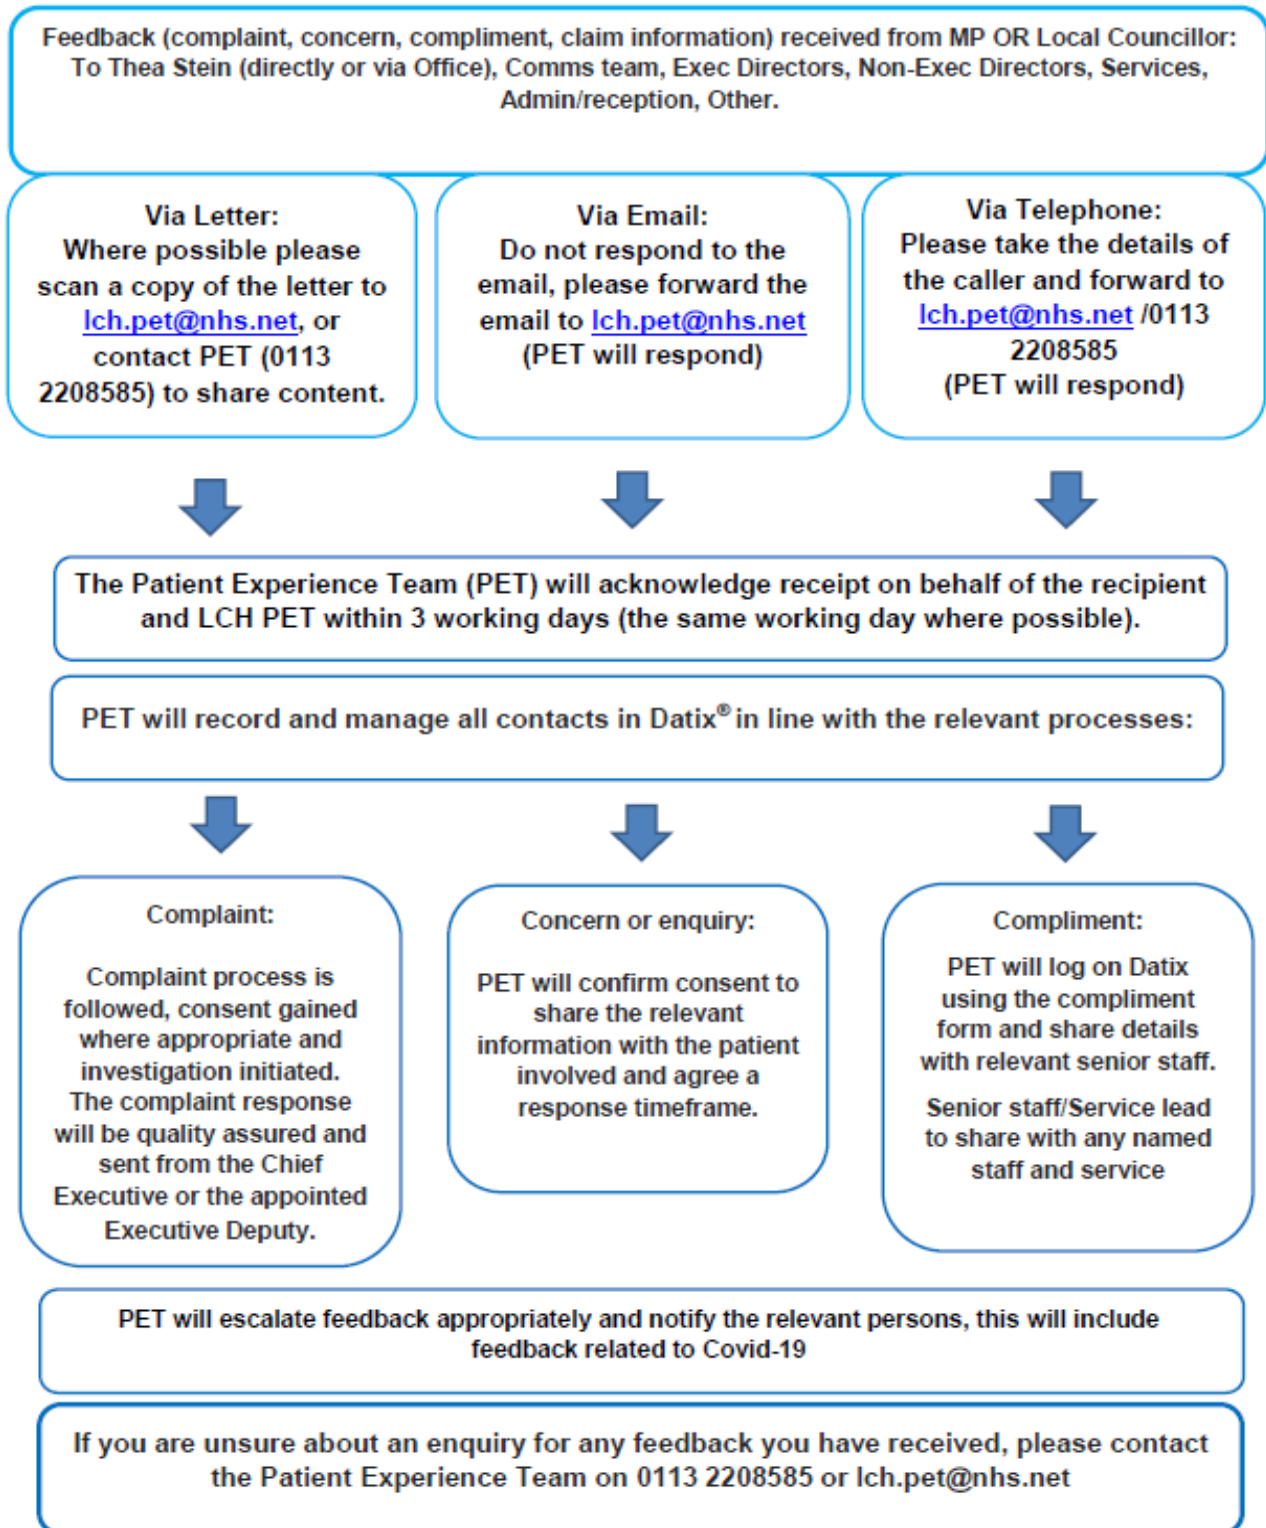 Feedback (complaint, concern, compliment, claim information) received from MP OR Local Councillor:
To Thea Stein (directly or via Office), Comms team, Exec Directors, Non-Exec Directors, Services,
Admin/reception, Other.
Via Letter:
Where possible please
scan a copy of the letter to
lch.pet@nhs.net, or
contact PET (0113
2208585) to share content.
Via Email:
Do not respond to the
email, please forward the
email to lch.pet@nhs.net
(PET will respond)
Via Telephone:
Please take the details of
the caller and forward to
lch.pet@nhs.net /0113
2208585
(PET will respond)
The Patient Experience Team (PET) will acknowledge receipt on behalf of the recipient
and LCH PET within 3 working days (the same working day where possible).
PET will record and manage all contacts in Datix® in line with the relevant processes:
Complaint:
Complaint process is
followed, consent gained
where appropriate and
investigation initiated.
The complaint response
will be quality assured and
sent from the Chief
Executive or the appointed
Executive Deputy.
Concern or enquiry:
PET will confirm consent to
share the relevant
information with the patient
involved and agree a
response timeframe.
Compliment:
PET will log on Datix
using the compliment
form and share details
with relevant senior staff.
Senior staff/Service lead
to share with any named
staff and service
PET will escalate feedback appropriately and notify the relevant persons, this will include
feedback related to Covid-19
If you are unsure about an enquiry for any feedback you have received, please contact
the Patient Experience Team on 0113 2208585 or lch.pet@nhs.net